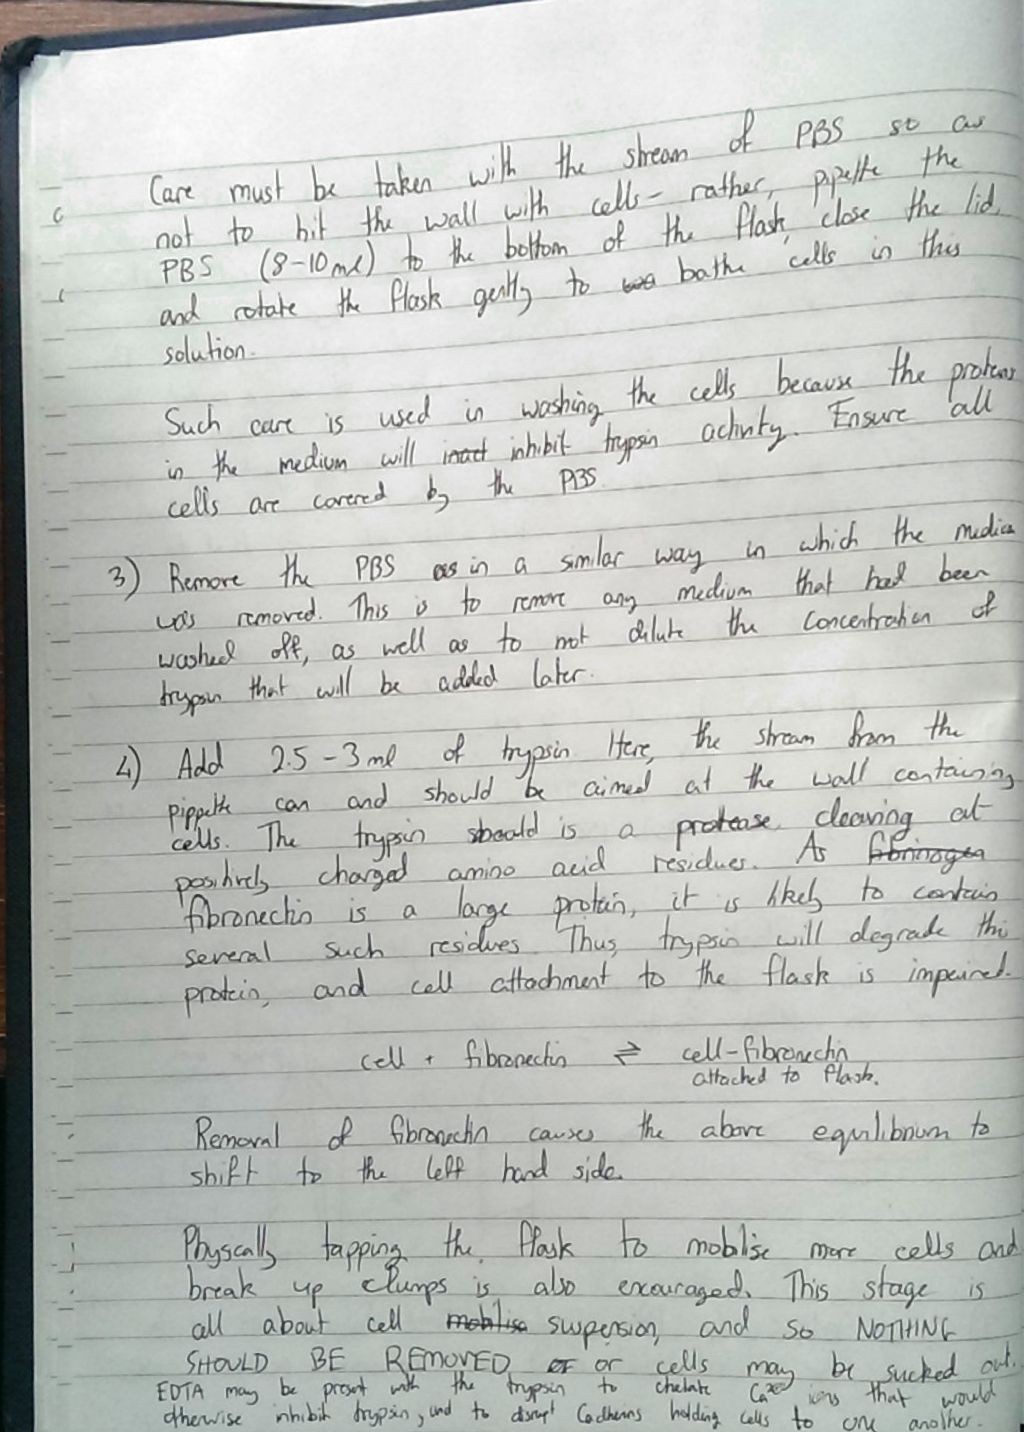 Care must be taken with the stream of PBS so as
not to hit the wall with cells - rather, pipette the
PBS (8-10ml) to the bottom of the flask, close the lid,
and rotate the flask gently to bathe cells in this
solution.
Such care is used in washing the cells because the proteins
in the medium will inact inhibit trypsin activity. Ensure all
cells are covered by the PBS.
3) Remove the PBS as in a similar way in which the media
was removed. This is to remove any medium that had been
washed off, as well as to not dilute the concentration of
trypsin that will be added later.
4) Add 2.5 - 3 ml of trypsin. Here, the stream from the
pippette can and should be aimed at the wall containing
cells. The trypsin should is a protease, cleaving at
positively charged amino acid residues. As fibrinogen
fibronectin is a large protein, it is likely to contain
several such residues. Thus, trypsin will degrade this
protein, and cell attachment to the flask is impaired.
cell + fibronectin ⇌ cell-fibronectin
attached to flask.
Removal of fibronectin causes the above equilibrium to
shift to the left hand side.
Physically tapping the flask to mobilise more cells and
break up clumps is also encouraged. This stage is
all about cell mobilise suspension, and so NOTHING
SHOULD BE REMOVED or or cells may be sucked out.
EDTA may be present with the trypsin to chelate Ca²⁺ ions that would
otherwise inhibit trypsin, and to disrupt Cadherins holding cells to one another.